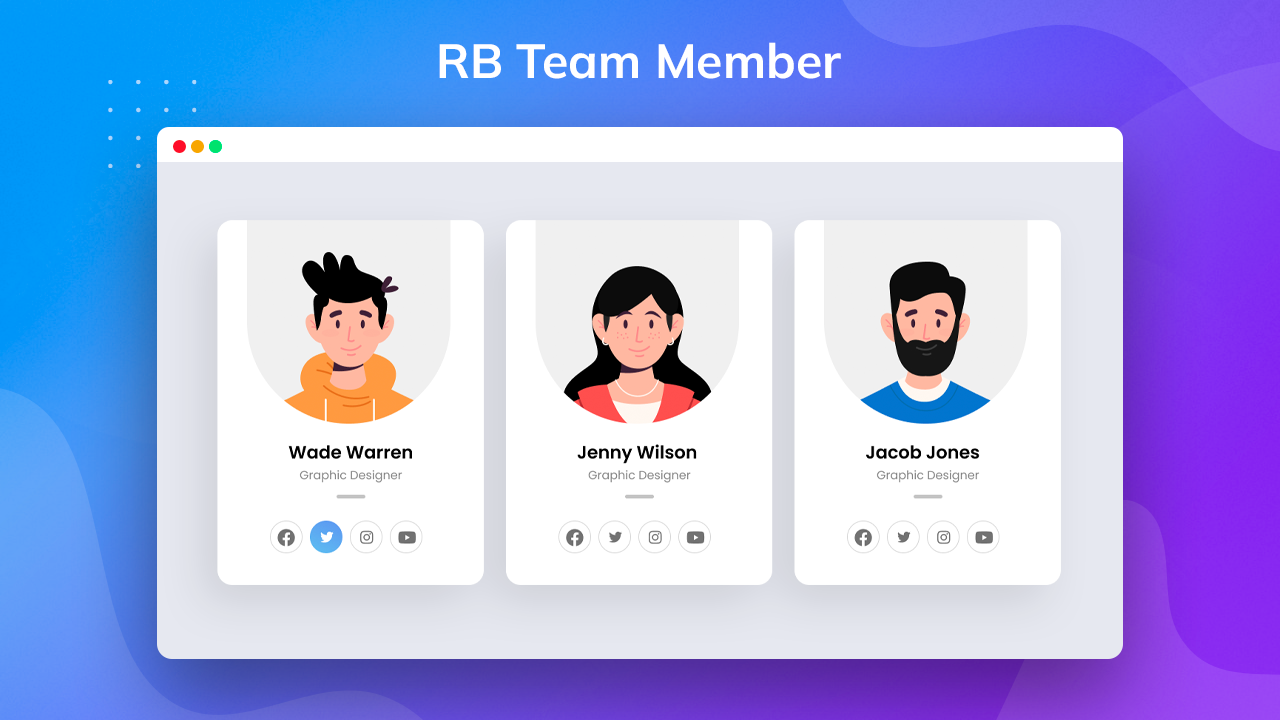 RB Team Member
Wade Warren
Graphic Designer
Jenny Wilson
Graphic Designer
Jacob Jones
Graphic Designer